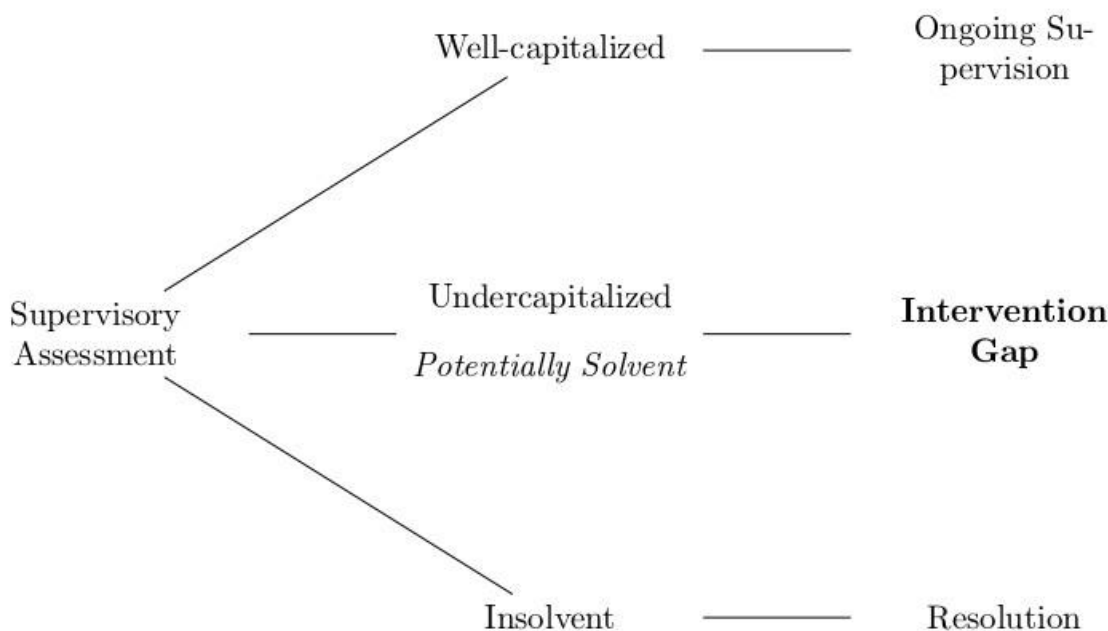 Well-capitalized
Ongoing Su-
pervision
Supervisory
Assessment
Undercapitalized
Potentially Solvent
Intervention
Gap
Insolvent
Resolution